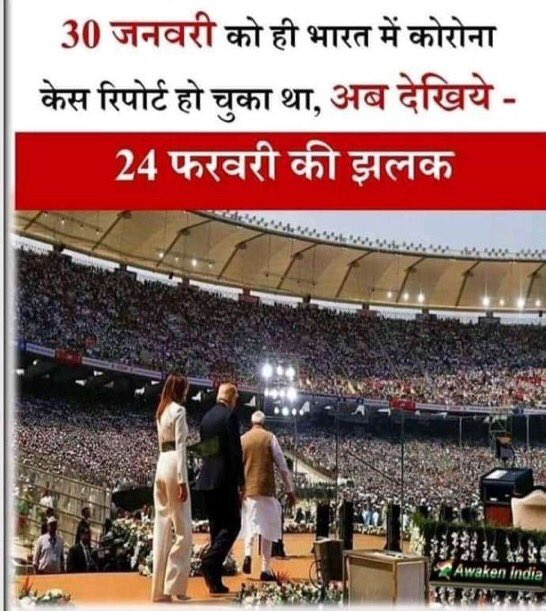 30 जनवरी को ही भारत में कोरोना
केस रिपोर्ट हो चुका था, अब देखिये -
24 फरवरी की झलक
Awaken India